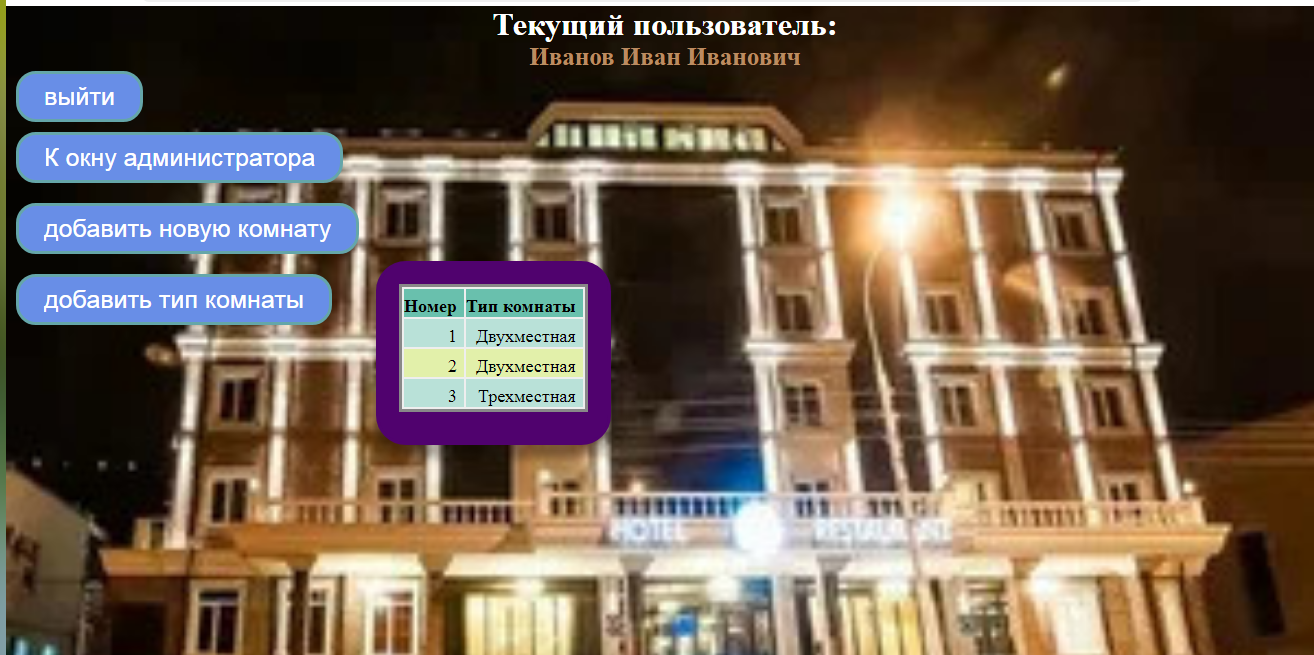 Текущий пользователь:
Иванов Иван Иванович
выйти
К окну администратора
добавить новую комнату
добавить тип комнаты
Номер Тип комнаты
1 Двухместная
2 Двухместная
3 Трехместная
HOTEL